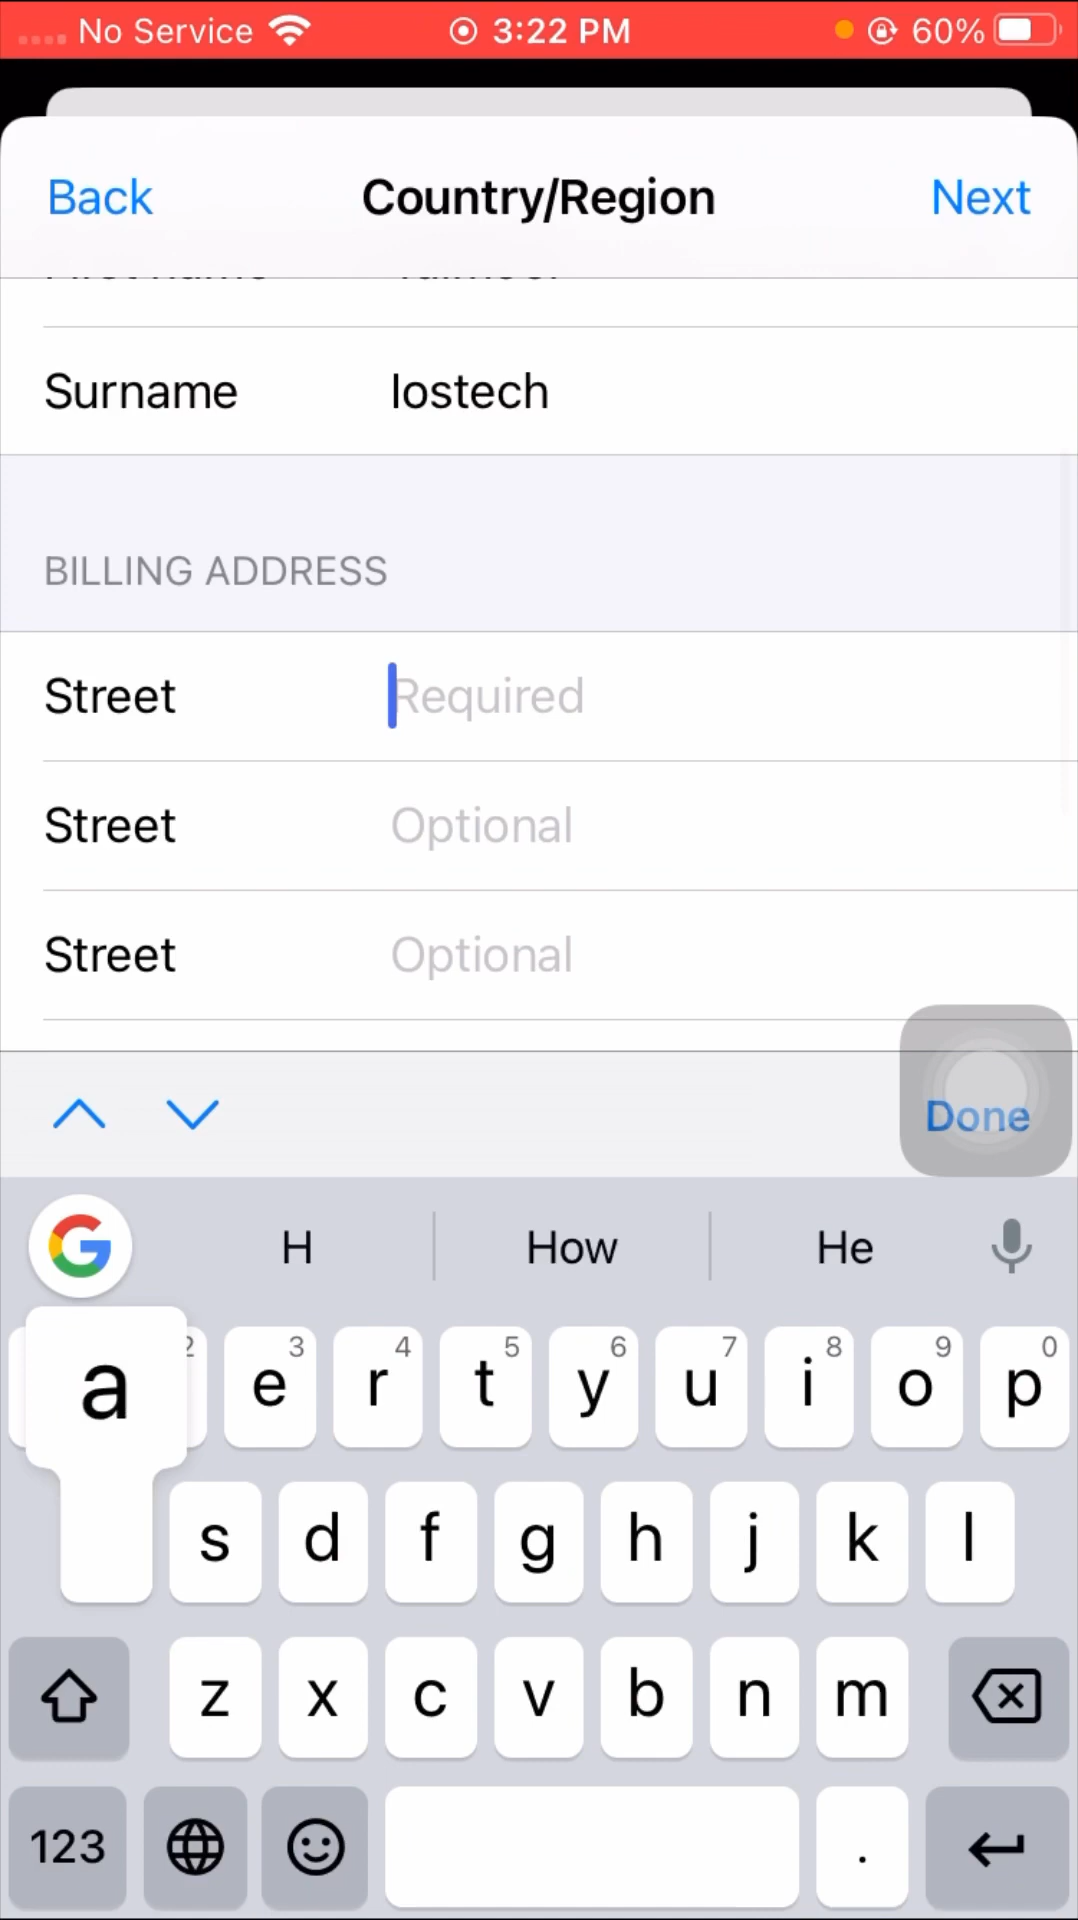 No Service 3:22 PM 60%
Back Country/Region Next
Surname Iostech
BILLING ADDRESS
Street Required
Street Optional
Street Optional
Done
H How He
a 2 e 3 r 4 t 5 y 6 u 7 i 8 o 9 p 0
s d f g h j k l
z x c v b n m
123 .